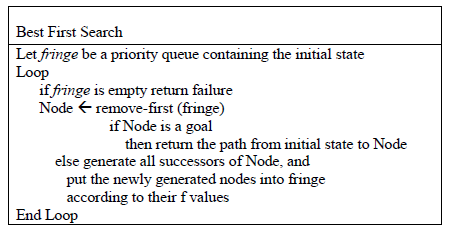 Best First Search
Let fringe be a priority queue containing the initial state
Loop
if fringe is empty return failure
Node ← remove-first (fringe)
if Node is a goal
then return the path from initial state to Node
else generate all successors of Node, and
put the newly generated nodes into fringe
according to their f values
End Loop